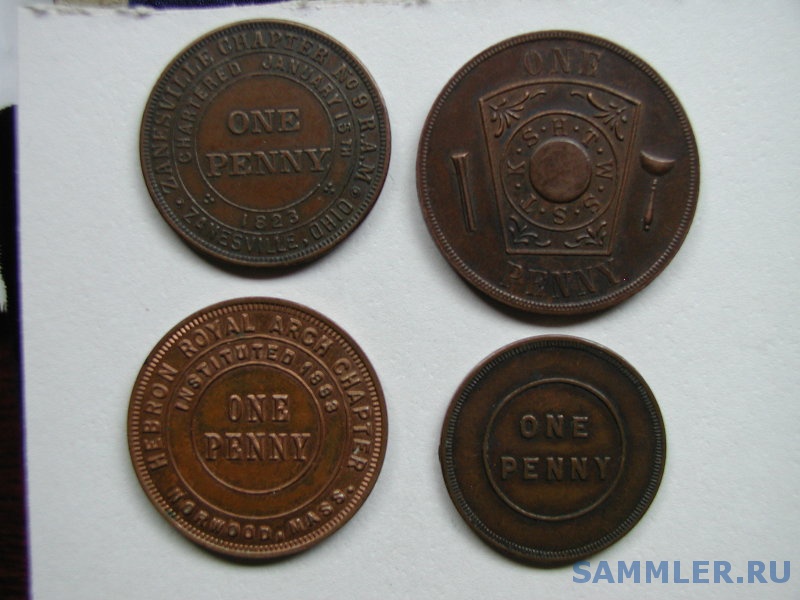 ZANESVILLE CHAPTER No 9 R.A.M
CHARTERED JANUARY 15TH
ONE
PENNY
1823
ZANESVILLE, OHIO
ONE
H·T·W·S·S·T·K·S
PENNY
HEBRON ROYAL ARCH CHAPTER
INSTITUTED 1869
ONE
PENNY
NORWOOD, MASS.
ONE
PENNY
SAMMLER.RU